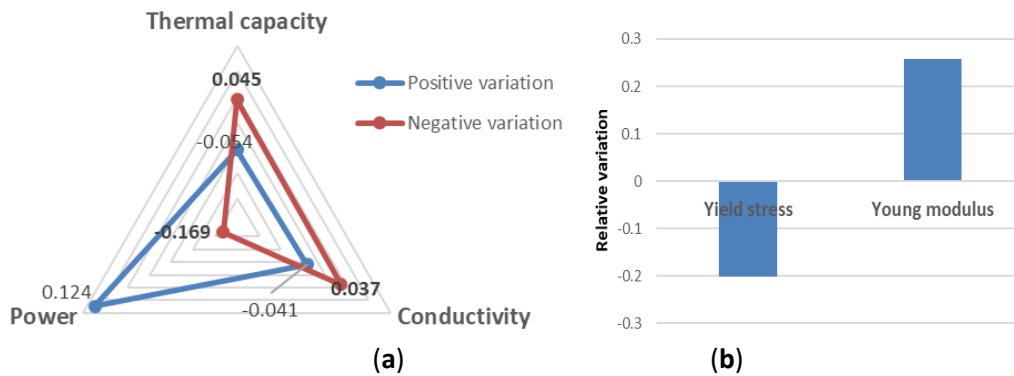 Thermal capacity
0.045
-0.054
Positive variation
Negative variation
-0.169
0.124
Power
-0.041
0.037
Conductivity
(a)
Relative variation
0.3
0.2
0.1
0
-0.1
-0.2
-0.3
Yield stress
Young modulus
(b)